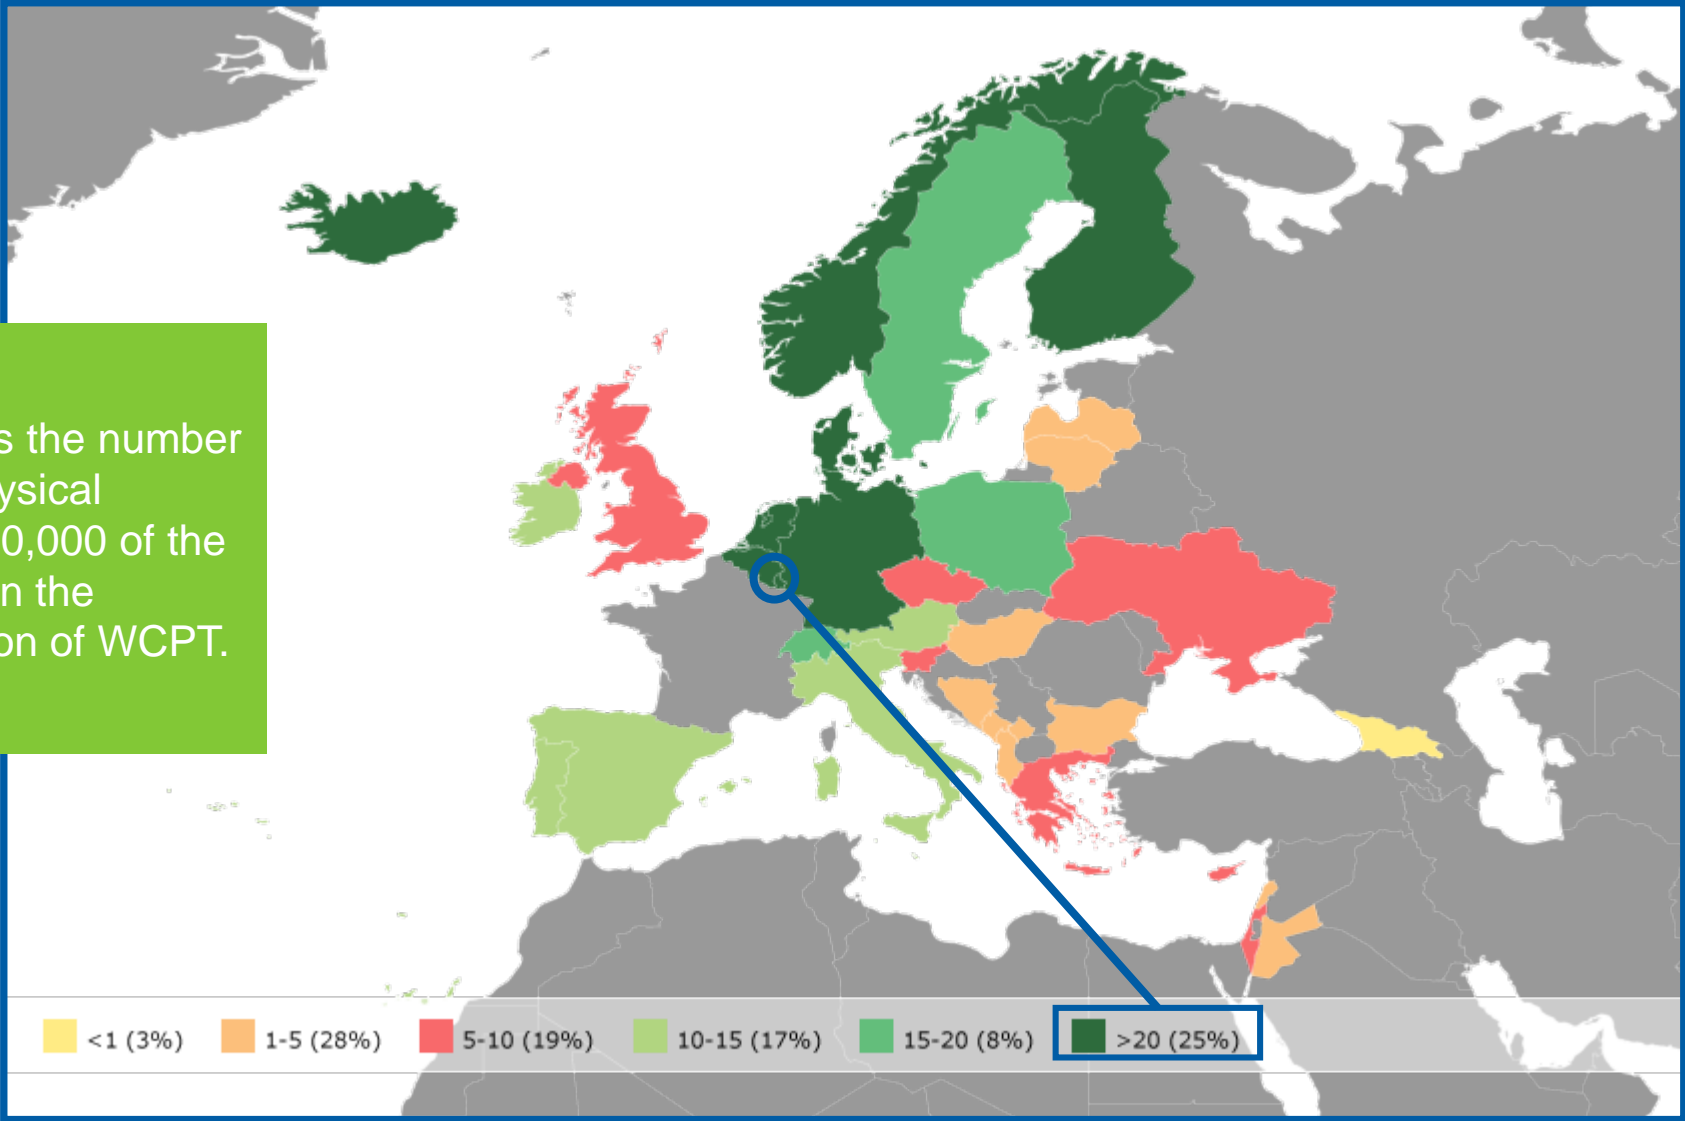 s the number
ysical
0,000 of the
n the
on of WCPT.
<1 (3%) 1-5 (28%) 5-10 (19%) 10-15 (17%) 15-20 (8%) >20 (25%)